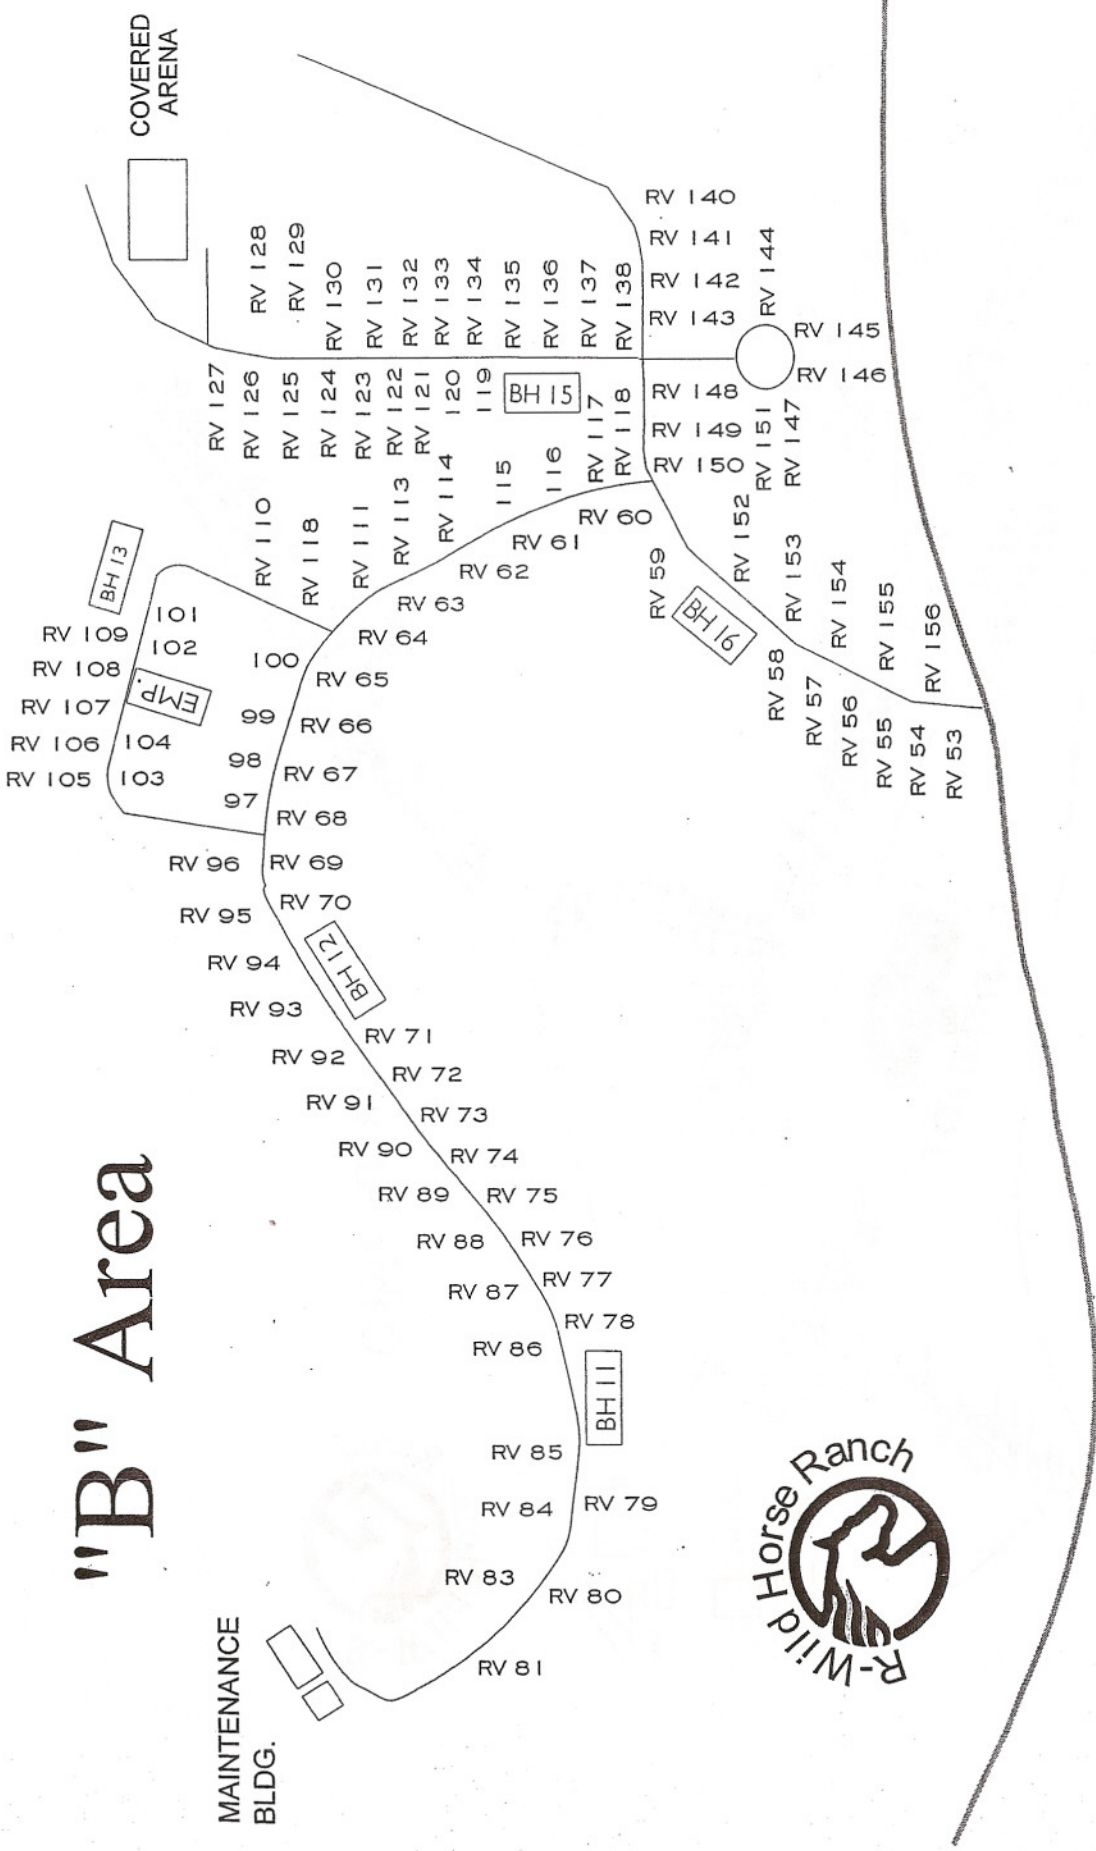 "B" Area
COVERED
ARENA
MAINTENANCE
BLDG.
RV 140
RV 141
RV 142
RV 143
RV 144
RV 145
RV 146
RV 147
RV 151
RV 148
RV 149
RV 150
RV 128
RV 129
RV 130
RV 131
RV 132
RV 133
RV 134
RV 135
RV 136
RV 137
RV 138
RV 127
RV 126
RV 125
RV 124
RV 123
RV 122
RV 121
120
119
BH 15
RV 117
RV 118
RV 110
RV 118
RV 111
RV 113
RV 114
115
116
BH 13
RV 109
RV 108
RV 107
RV 106
RV 105
101
102
EMP.
104
103
100
99
98
97
RV 59
RV 60
RV 61
RV 62
RV 63
RV 64
RV 65
RV 66
RV 67
RV 68
RV 69
RV 70
BH 12
RV 71
RV 72
RV 73
RV 74
RV 75
RV 76
RV 77
RV 78
BH 11
RV 79
RV 80
RV 81
RV 96
RV 95
RV 94
RV 93
RV 92
RV 91
RV 90
RV 89
RV 88
RV 87
RV 86
RV 85
RV 84
RV 83
BH 16
RV 152
RV 153
RV 154
RV 155
RV 156
RV 58
RV 57
RV 56
RV 55
RV 54
RV 53
R-Wild Horse Ranch